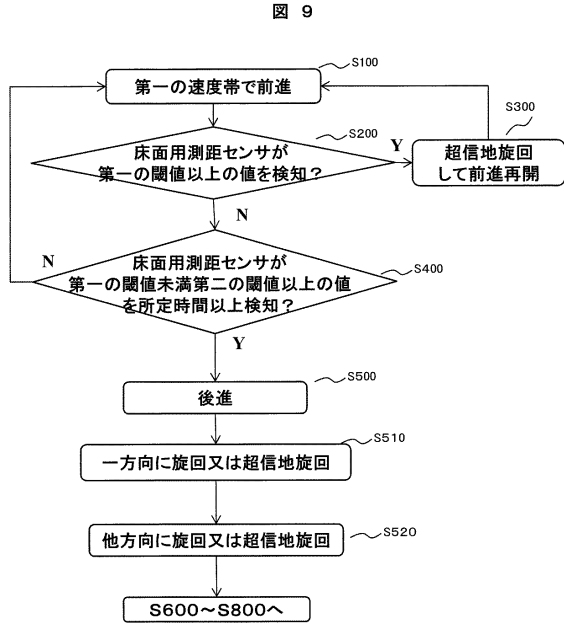 図 9
S100
第一の速度帯で前進
S200
床面用測距センサが
第一の閾値以上の値を検知？
Y
S300
超信地旋回
して前進再開
N
S400
N
床面用測距センサが
第一の閾値未満第二の閾値以上の値
を所定時間以上検知？
Y
S500
後進
S510
一方向に旋回又は超信地旋回
S520
他方向に旋回又は超信地旋回
S600～S800へ